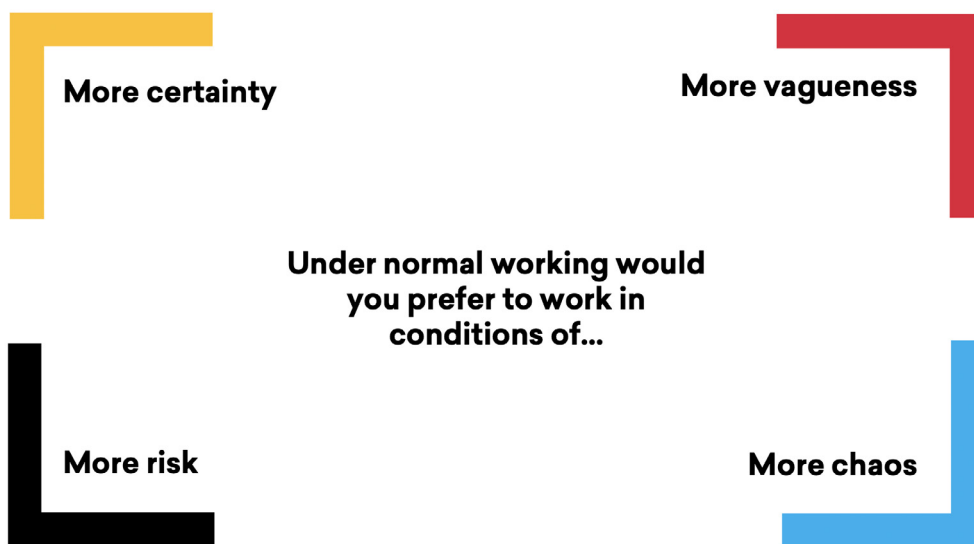 More certainty
More vagueness
Under normal working would
you prefer to work in
conditions of...
More risk
More chaos